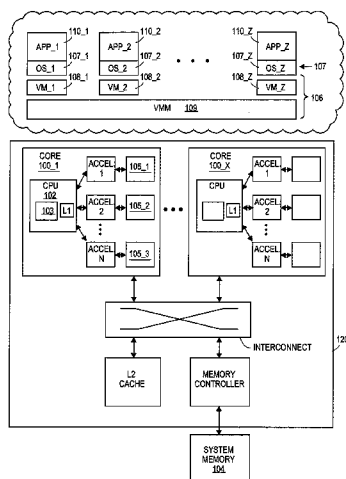 110_1 110_2 110_Z
APP_1 APP_2 APP_Z
107_1 107_2 107_Z
OS_1 OS_2 OS_Z 107
108_1 108_2 108_Z
VM_1 VM_2 VM_Z 106
VMM 109
CORE 100_1
ACCEL 1 105_1
CPU 102
103 L1
ACCEL 2 105_2
ACCEL N 105_3
CORE 100_X
ACCEL 1
CPU
L1
ACCEL 2
ACCEL N
INTERCONNECT
120
L2 CACHE
MEMORY CONTROLLER
SYSTEM MEMORY 104